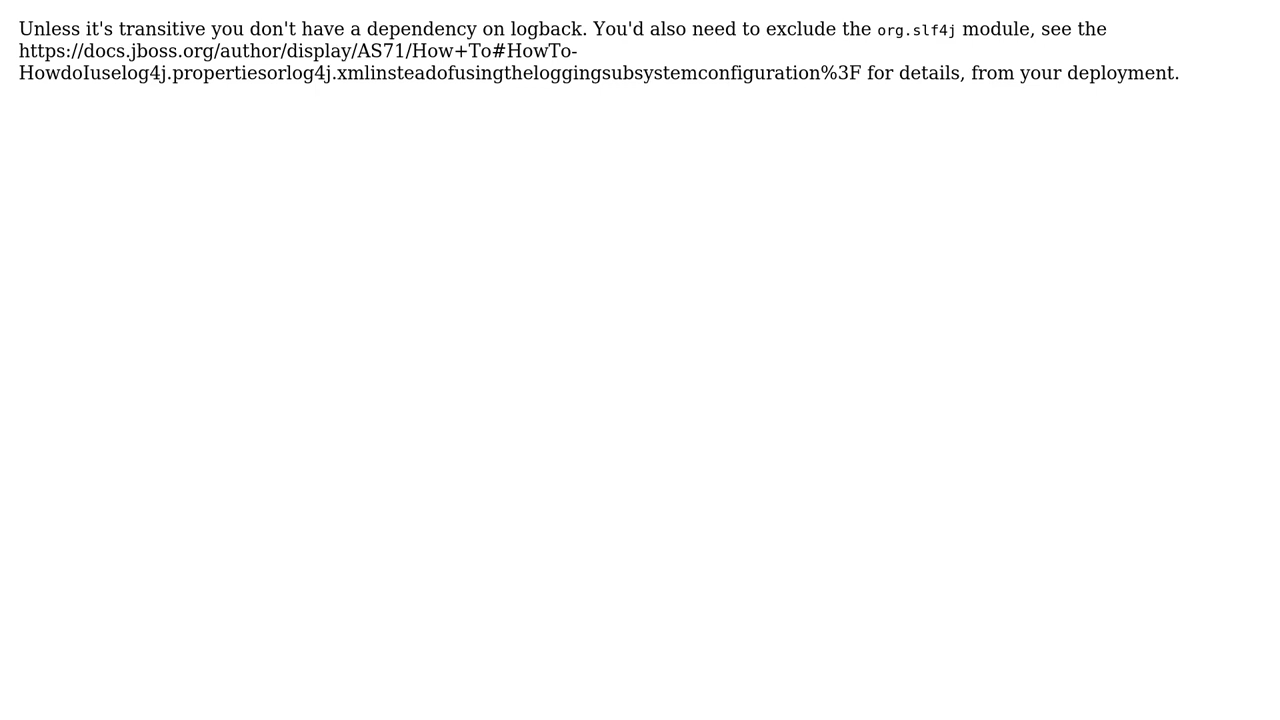 Unless it's transitive you don't have a dependency on logback. You'd also need to exclude the org.slf4j module, see the
https://docs.jboss.org/author/display/AS71/How+To#HowTo-
HowdoIuselog4j.propertiesorlog4j.xmlinsteadofusingtheloggingsubsystemconfiguration%3F for details, from your deployment.